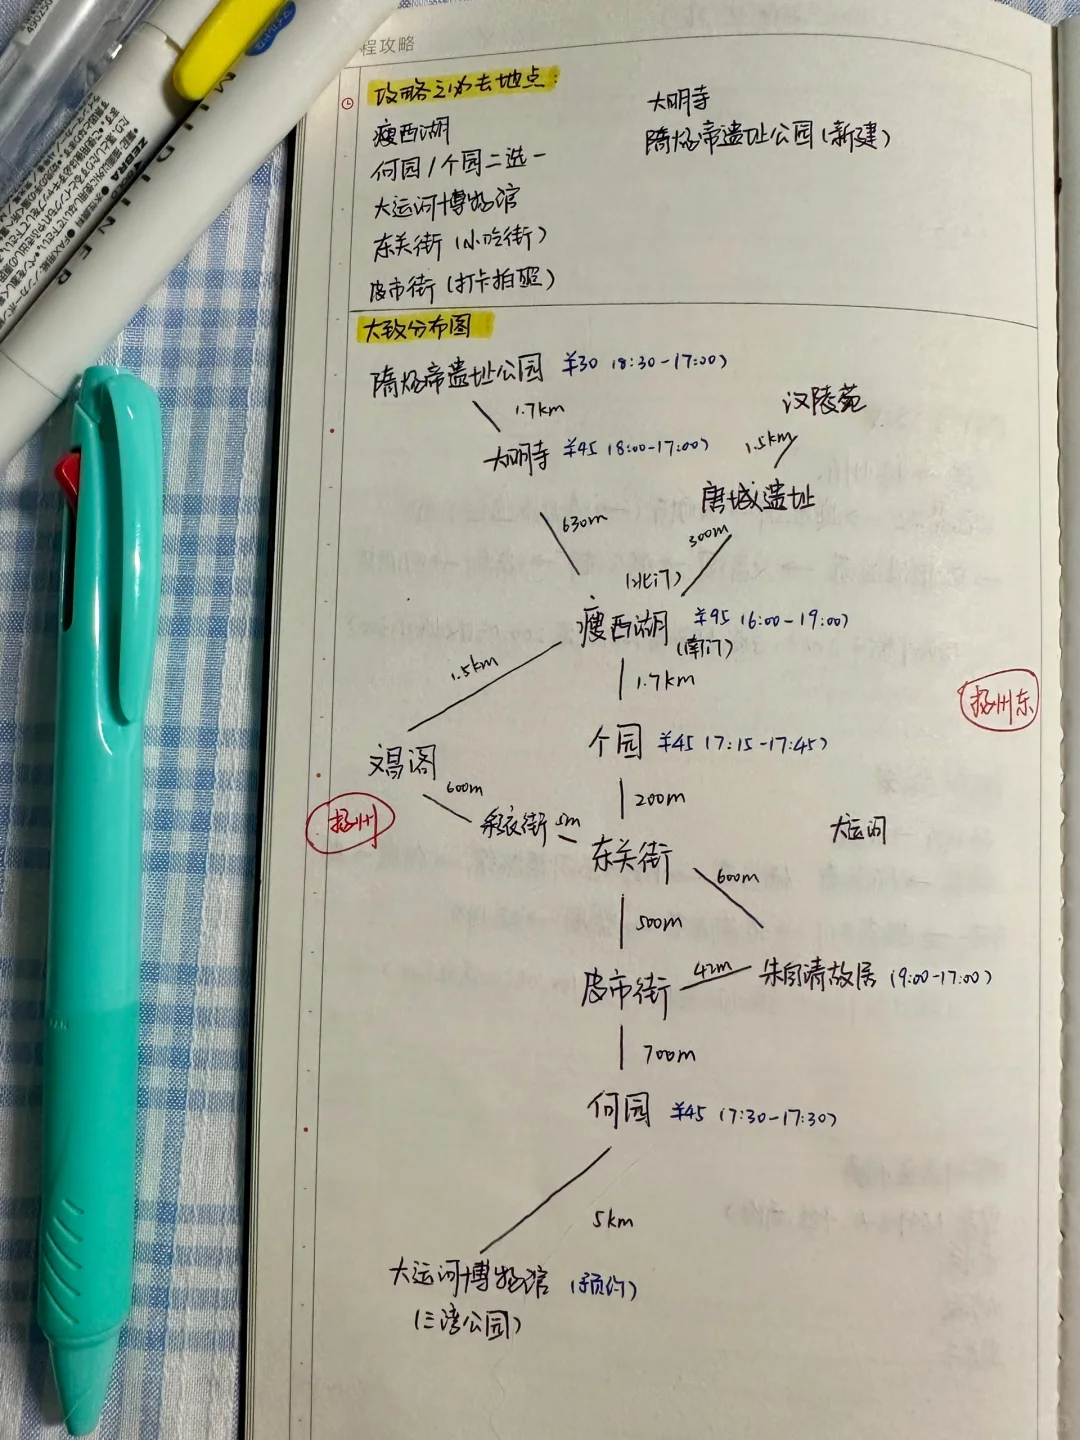 程攻略
攻略之必去地点:
瘦西湖
何园/个园二选一
大运河博物馆
东关街(小吃街)
皮市街(打卡拍照)
大明寺
隋炀帝遗址公园(新建)
大致分布图
隋炀帝遗址公园 ¥30 (8:30-17:00)
1.7km
汉陵苑
大明寺 ¥45 (8:00-17:00)
1.5km
唐城遗址
630m
300m
(北门)
瘦西湖 ¥95 (6:00-19:00)
(南门)
1.5km
1.7km
扬州东
个园 ¥45 (7:15-17:45)
文昌阁
600m
200m
扬州
彩衣街 5m
东关街
大运河
600m
500m
皮市街 42m 朱自清故居 (9:00-17:00)
700m
何园 ¥45 (7:30-17:30)
5km
大运河博物馆 (预约)
(三湾公园)
MILDLINER
ZEBRA